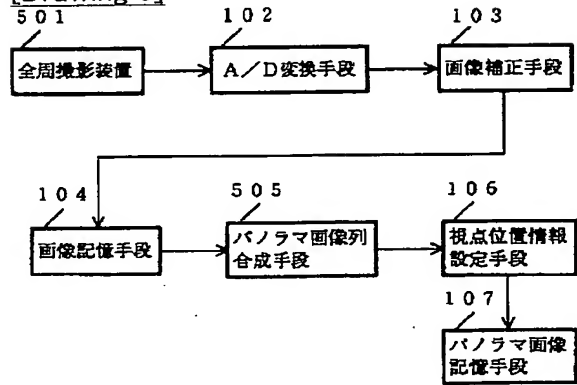 501
102
103
全周撮影装置
A/D変換手段
画像補正手段
104
505
106
画像記憶手段
パノラマ画像列
合成手段
視点位置情報
設定手段
107
パノラマ画像
記憶手段